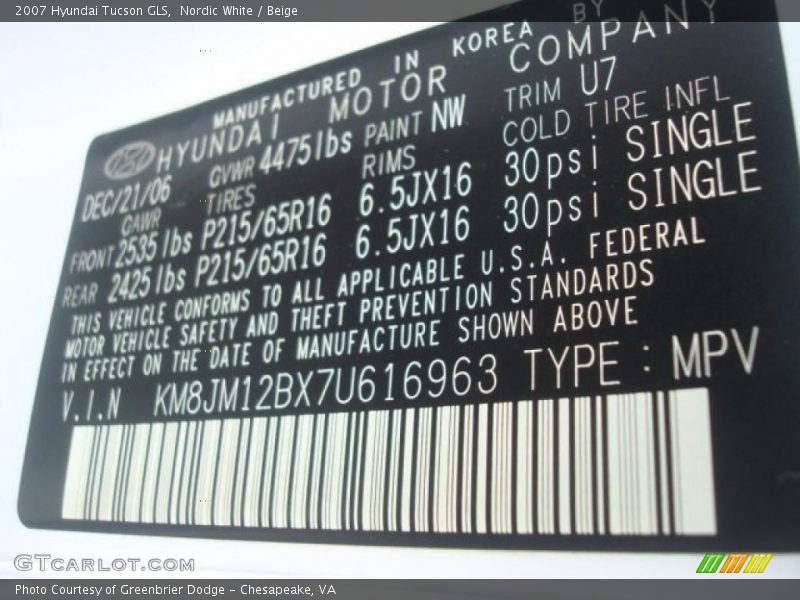 2007 Hyundai Tucson GLS,  Nordic White / Beige
MANUFACTURED IN KOREA BY
HYUNDAI MOTOR COMPANY
DEC/21/06 GVWR 4475lbs PAINT NW TRIM U7
GAWR TIRES RIMS COLD TIRE INFL
FRONT 2535 lbs P215/65R16 6.5JX16 30psi SINGLE
REAR 2425 lbs P215/65R16 6.5JX16 30psi SINGLE
THIS VEHICLE CONFORMS TO ALL APPLICABLE U.S.A. FEDERAL
MOTOR VEHICLE SAFETY AND THEFT PREVENTION STANDARDS
IN EFFECT ON THE DATE OF MANUFACTURE SHOWN ABOVE
V.I.N KM8JM12BX7U616963 TYPE : MPV
GTCARLOT.COM
Photo Courtesy of Greenbrier Dodge – Chesapeake, VA